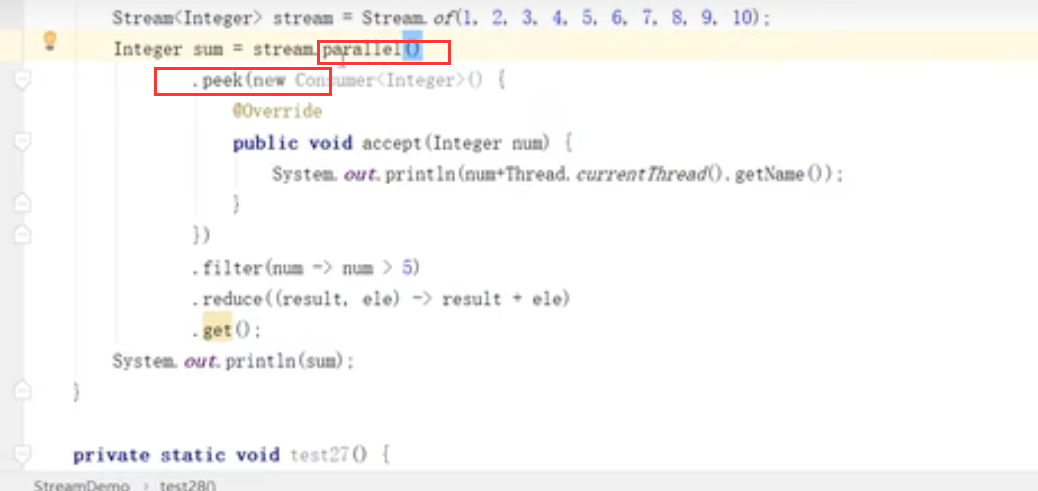 Stream<Integer> stream = Stream.of(1, 2, 3, 4, 5, 6, 7, 8, 9, 10);
Integer sum = stream.parallel()
.peek(new Consumer<Integer>() {
@Override
public void accept(Integer num) {
System.out.println(num+Thread.currentThread().getName());
}
})
.filter(num -> num > 5)
.reduce((result, ele) -> result + ele)
.get();
System.out.println(sum);
}
private static void test27() {
StreamDemo > test28()